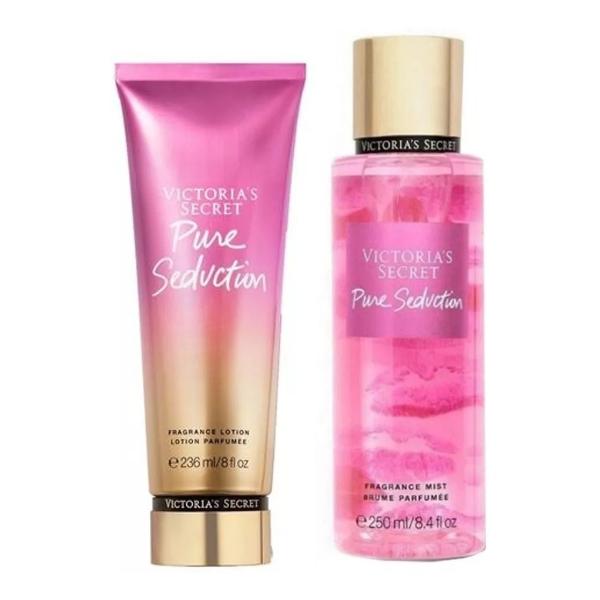 VICTORIA'S
SECRET
Pure
Seduction
FRAGRANCE LOTION
LOTION PARFUMÉE
e 236 ml/8 fl oz
VICTORIA'S SECRET
VICTORIA'S SECRET
VICTORIA'S
SECRET
Pure Seduction
FRAGRANCE MIST
BRUME PARFUMÉE
e 250 ml/8.4 fl oz